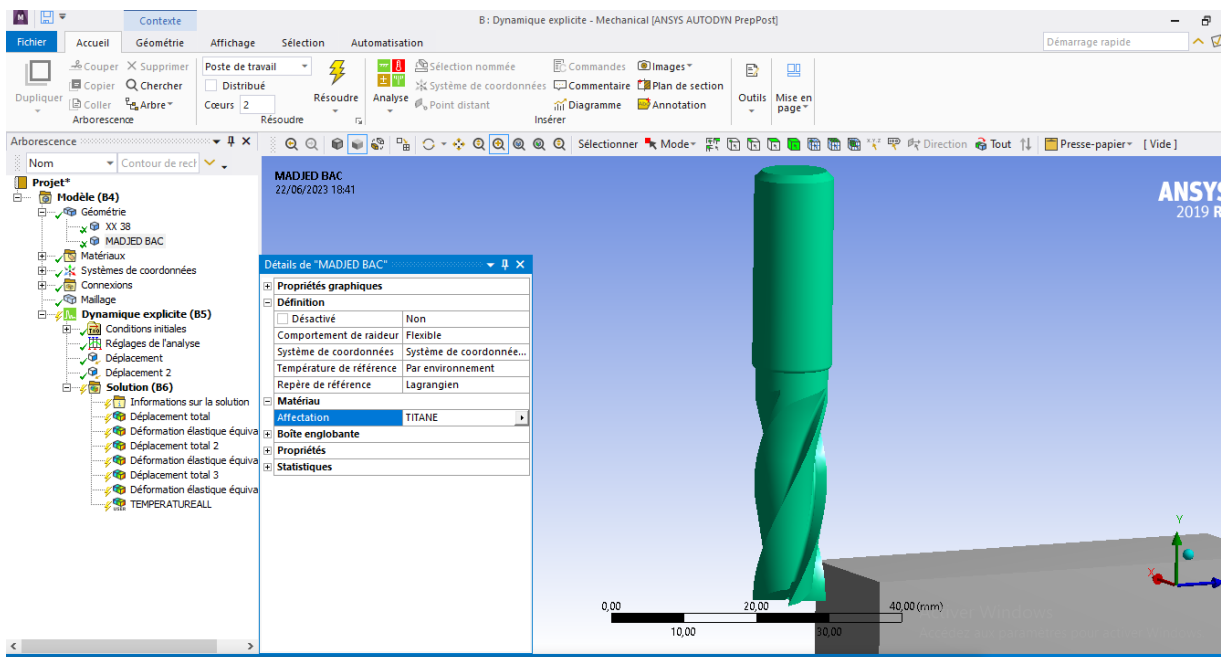 Contexte
B : Dynamique explicite - Mechanical [ANSYS AUTODYN PrepPost]
Fichier Accueil Géométrie Affichage Sélection Automatisation Démarrage rapide
Couper Supprimer Poste de travail Sélection nommée Commandes Images
Copier Chercher Distribué Système de coordonnées Commentaire Plan de section
Dupliquer Coller Arbre Cœurs 2 Résoudre Analyse Point distant Diagramme Annotation Outils Mise en page
Arborescence Résoudre Insérer
Arborescence Sélectionner Mode Direction Tout Presse-papier [ Vide ]
Nom Contour de rect
Projet*
Modèle (B4)
Géométrie
XX 38
MADJED BAC
Matériaux
Systèmes de coordonnées
Connexions
Maillage
Dynamique explicite (B5)
Conditions initiales
Réglages de l'analyse
Déplacement
Déplacement 2
Solution (B6)
Informations sur la solution
Déplacement total
Déformation élastique équiva
Déplacement total 2
Déformation élastique équiva
Déplacement total 3
Déformation élastique équiva
TEMPERATUREALL
Détails de "MADJED BAC"
Propriétés graphiques
Définition
Désactivé Non
Comportement de raideur Flexible
Système de coordonnées Système de coordonnée...
Température de référence Par environnement
Repère de référence Lagrangien
Matériau
Affectation TITANE
Boîte englobante
Propriétés
Statistiques
MADJED BAC
22/06/2023 18:41
ANSYS
2019 R
Y
X
0,00 20,00 40,00 (mm)
10,00 30,00